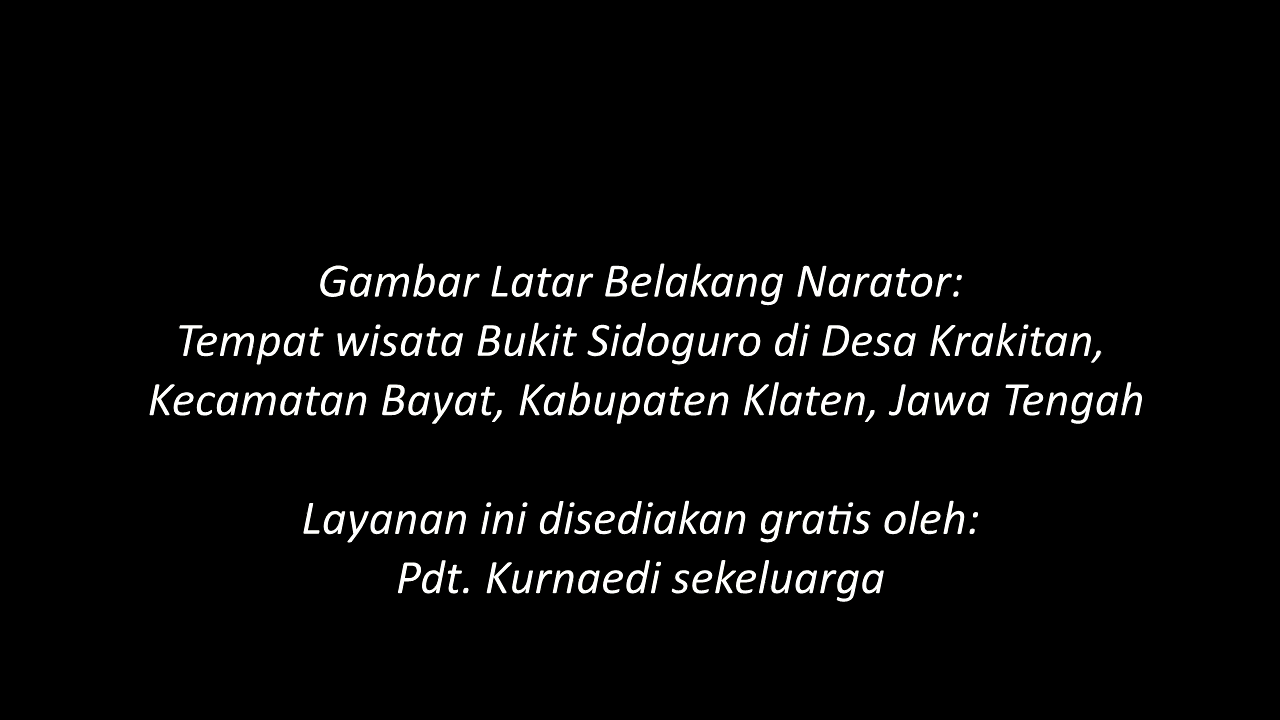 Gambar Latar Belakang Narator:
Tempat wisata Bukit Sidoguro di Desa Krakitan,
Kecamatan Bayat, Kabupaten Klaten, Jawa Tengah
Layanan ini disediakan gratis oleh:
Pdt. Kurnaedi sekeluarga